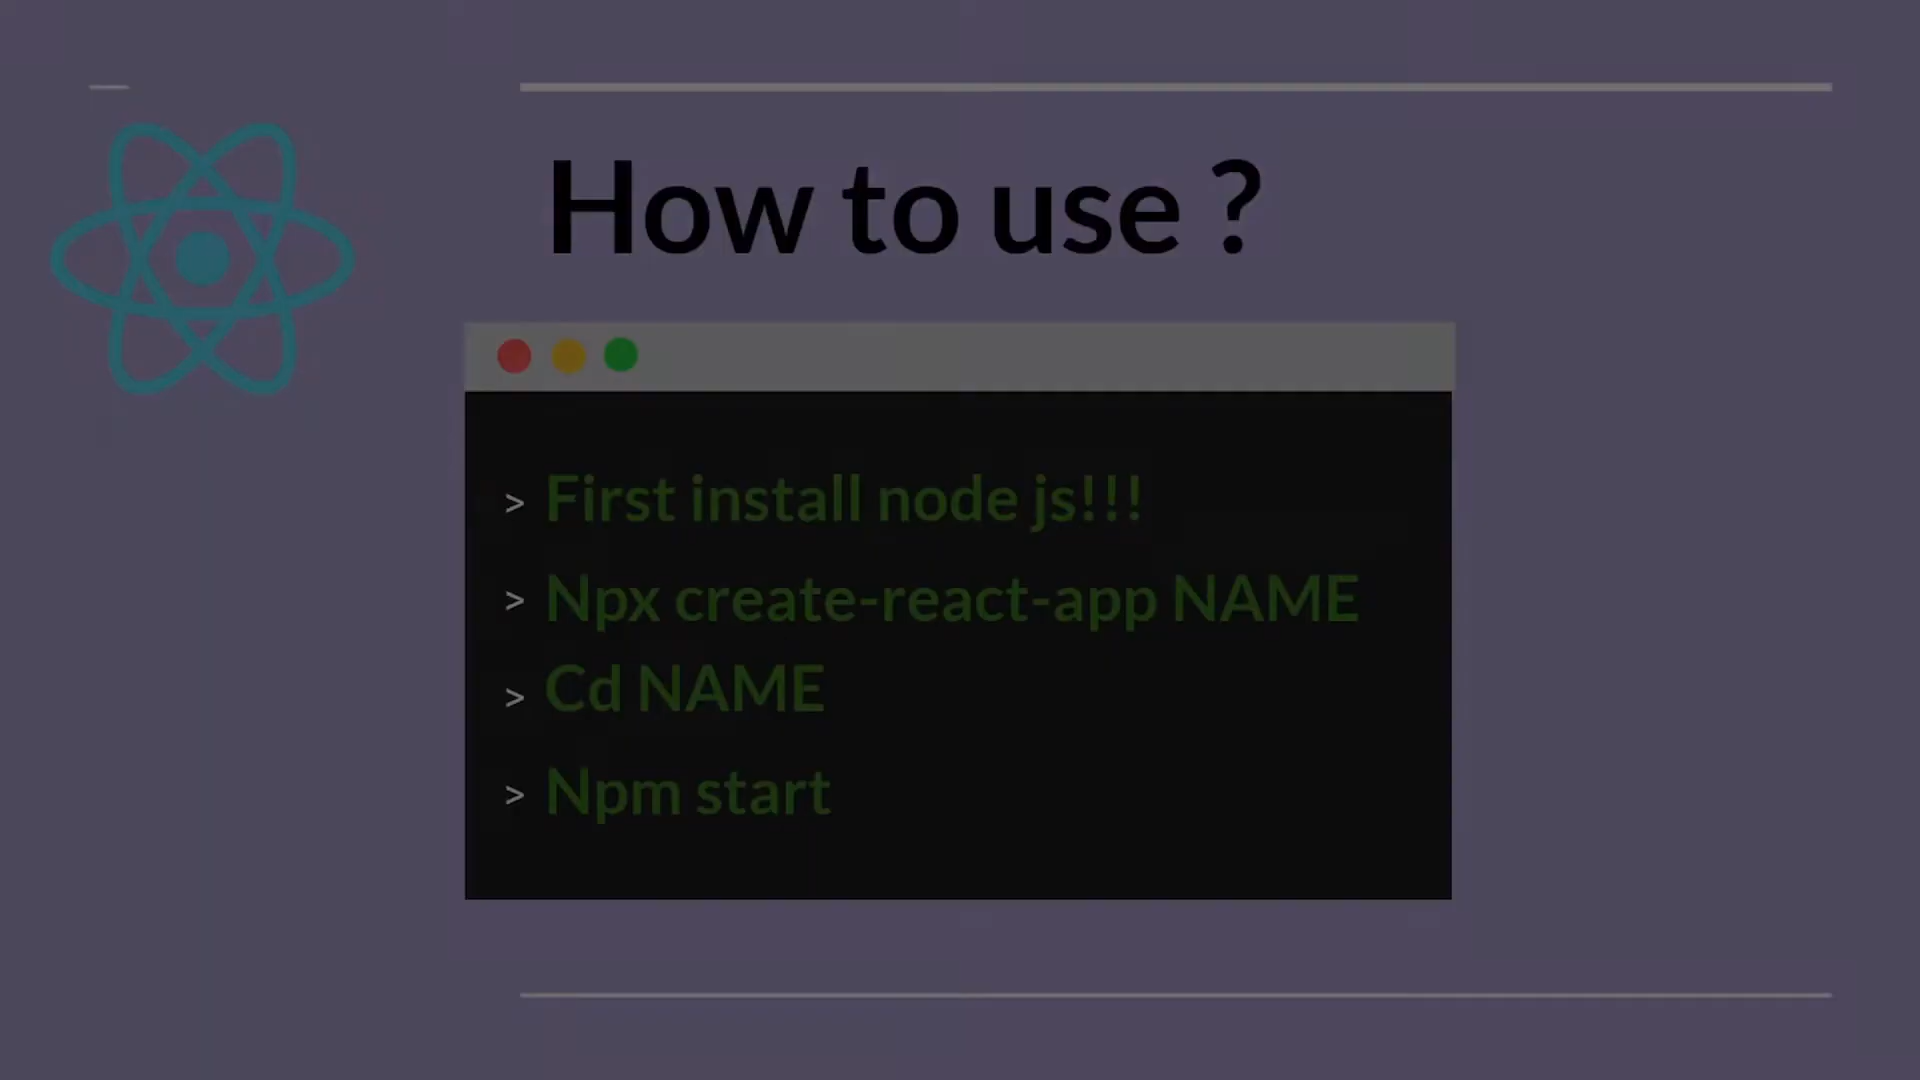 How to use ?
> First install node js!!!
> Npx create-react-app NAME
> Cd NAME
> Npm start